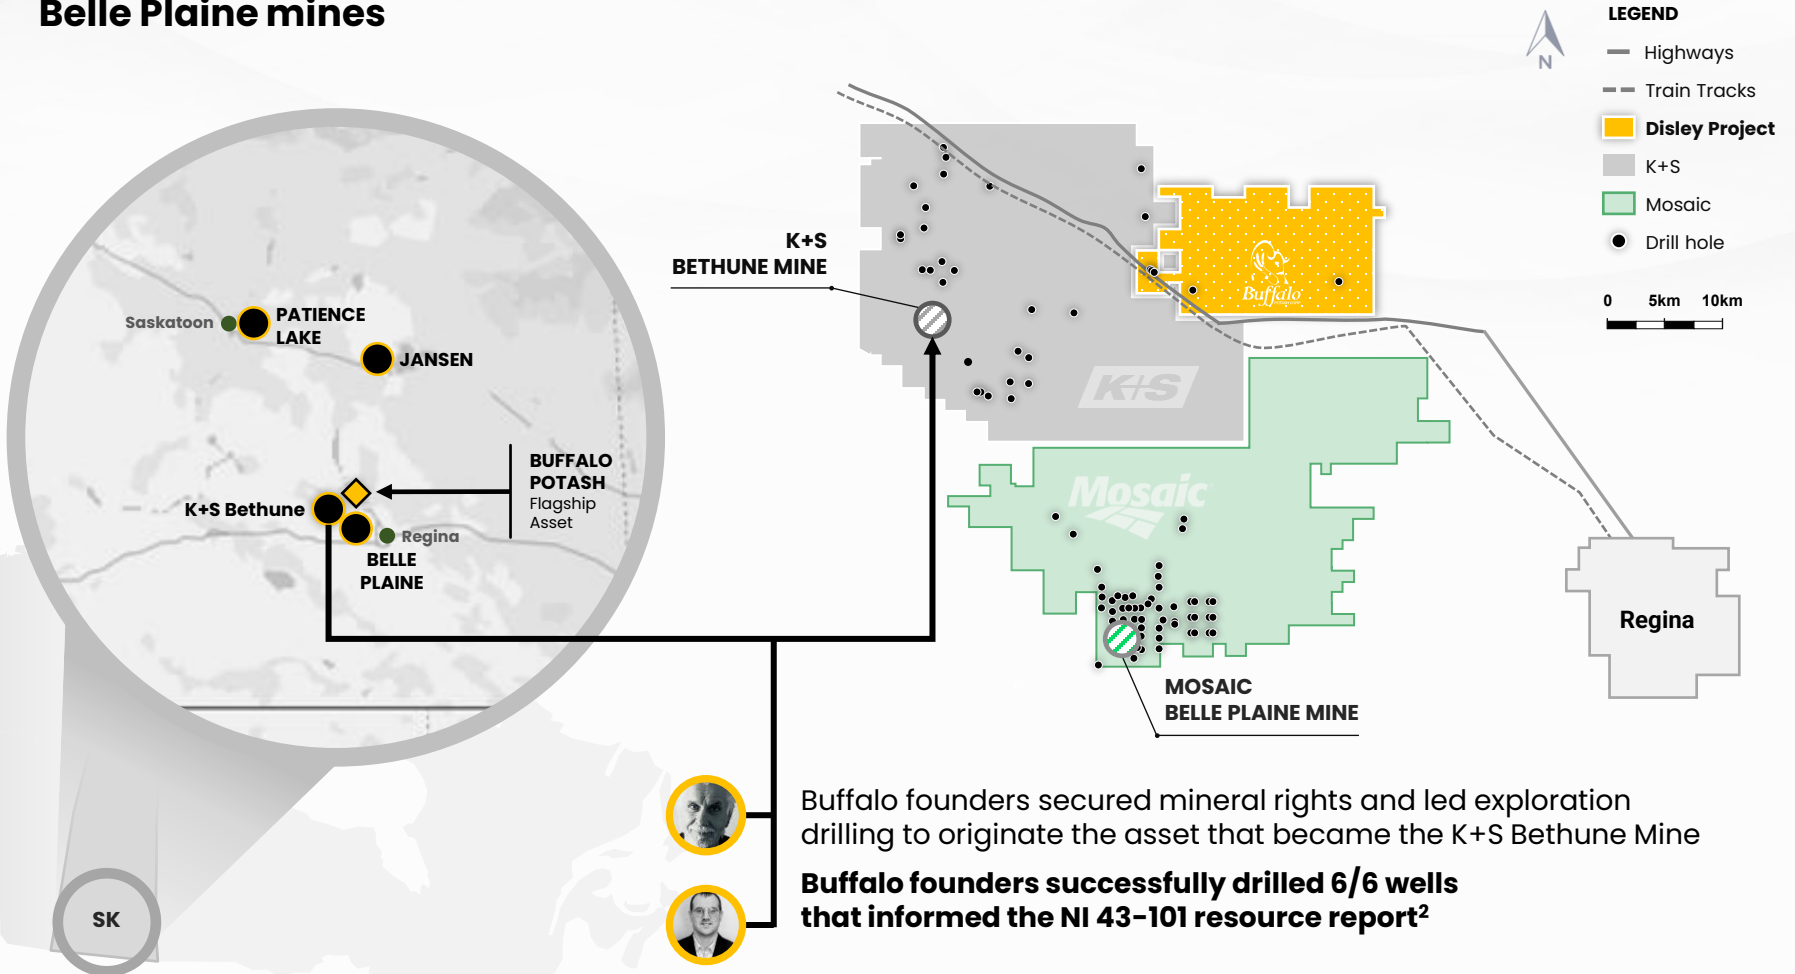 Belle Plaine mines
LEGEND
Highways
Train Tracks
Disley Project
K+S
Mosaic
Drill hole
N
0 5km 10km
K+S
BETHUNE MINE
Buffalo
K+S
Mosaic
Regina
MOSAIC
BELLE PLAINE MINE
Saskatoon
PATIENCE
LAKE
JANSEN
BUFFALO
POTASH
Flagship
Asset
K+S Bethune
Regina
BELLE
PLAINE
SK
Buffalo founders secured mineral rights and led exploration
drilling to originate the asset that became the K+S Bethune Mine
Buffalo founders successfully drilled 6/6 wells
that informed the NI 43-101 resource report²